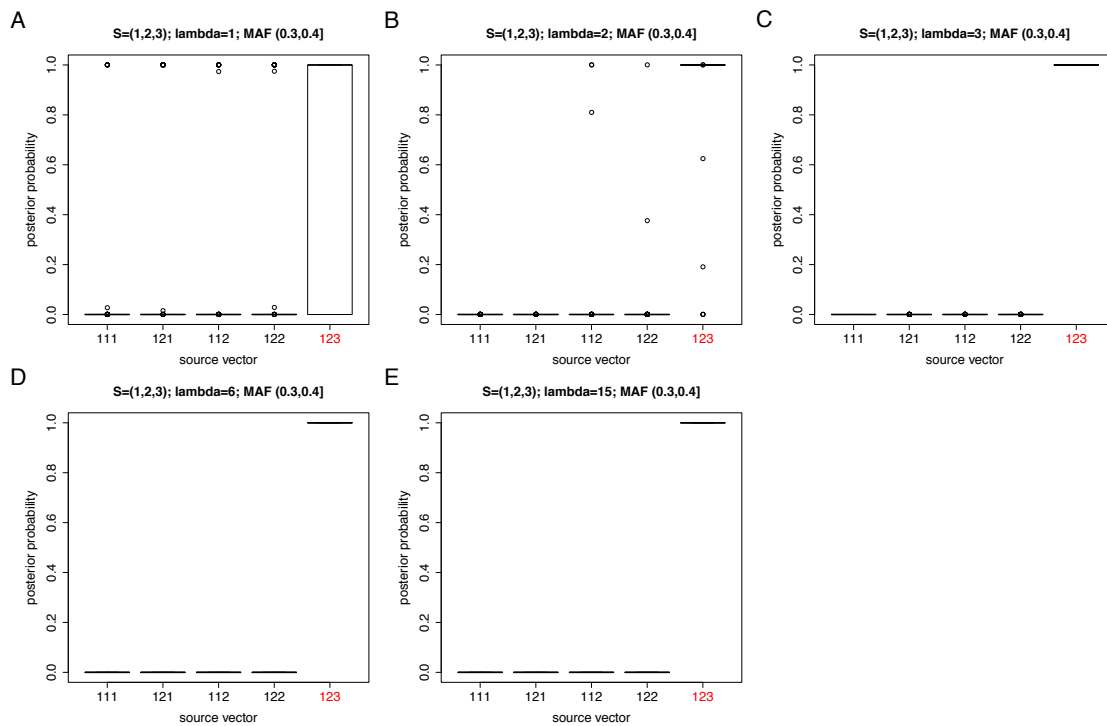 A
S=(1,2,3); lambda=1; MAF (0.3,0.4]
posterior probability
0.0 0.2 0.4 0.6 0.8 1.0
111 121 112 122 123
source vector
B
S=(1,2,3); lambda=2; MAF (0.3,0.4]
posterior probability
0.0 0.2 0.4 0.6 0.8 1.0
111 121 112 122 123
source vector
C
S=(1,2,3); lambda=3; MAF (0.3,0.4]
posterior probability
0.0 0.2 0.4 0.6 0.8 1.0
111 121 112 122 123
source vector
D
S=(1,2,3); lambda=6; MAF (0.3,0.4]
posterior probability
0.0 0.2 0.4 0.6 0.8 1.0
111 121 112 122 123
source vector
E
S=(1,2,3); lambda=15; MAF (0.3,0.4]
posterior probability
0.0 0.2 0.4 0.6 0.8 1.0
111 121 112 122 123
source vector